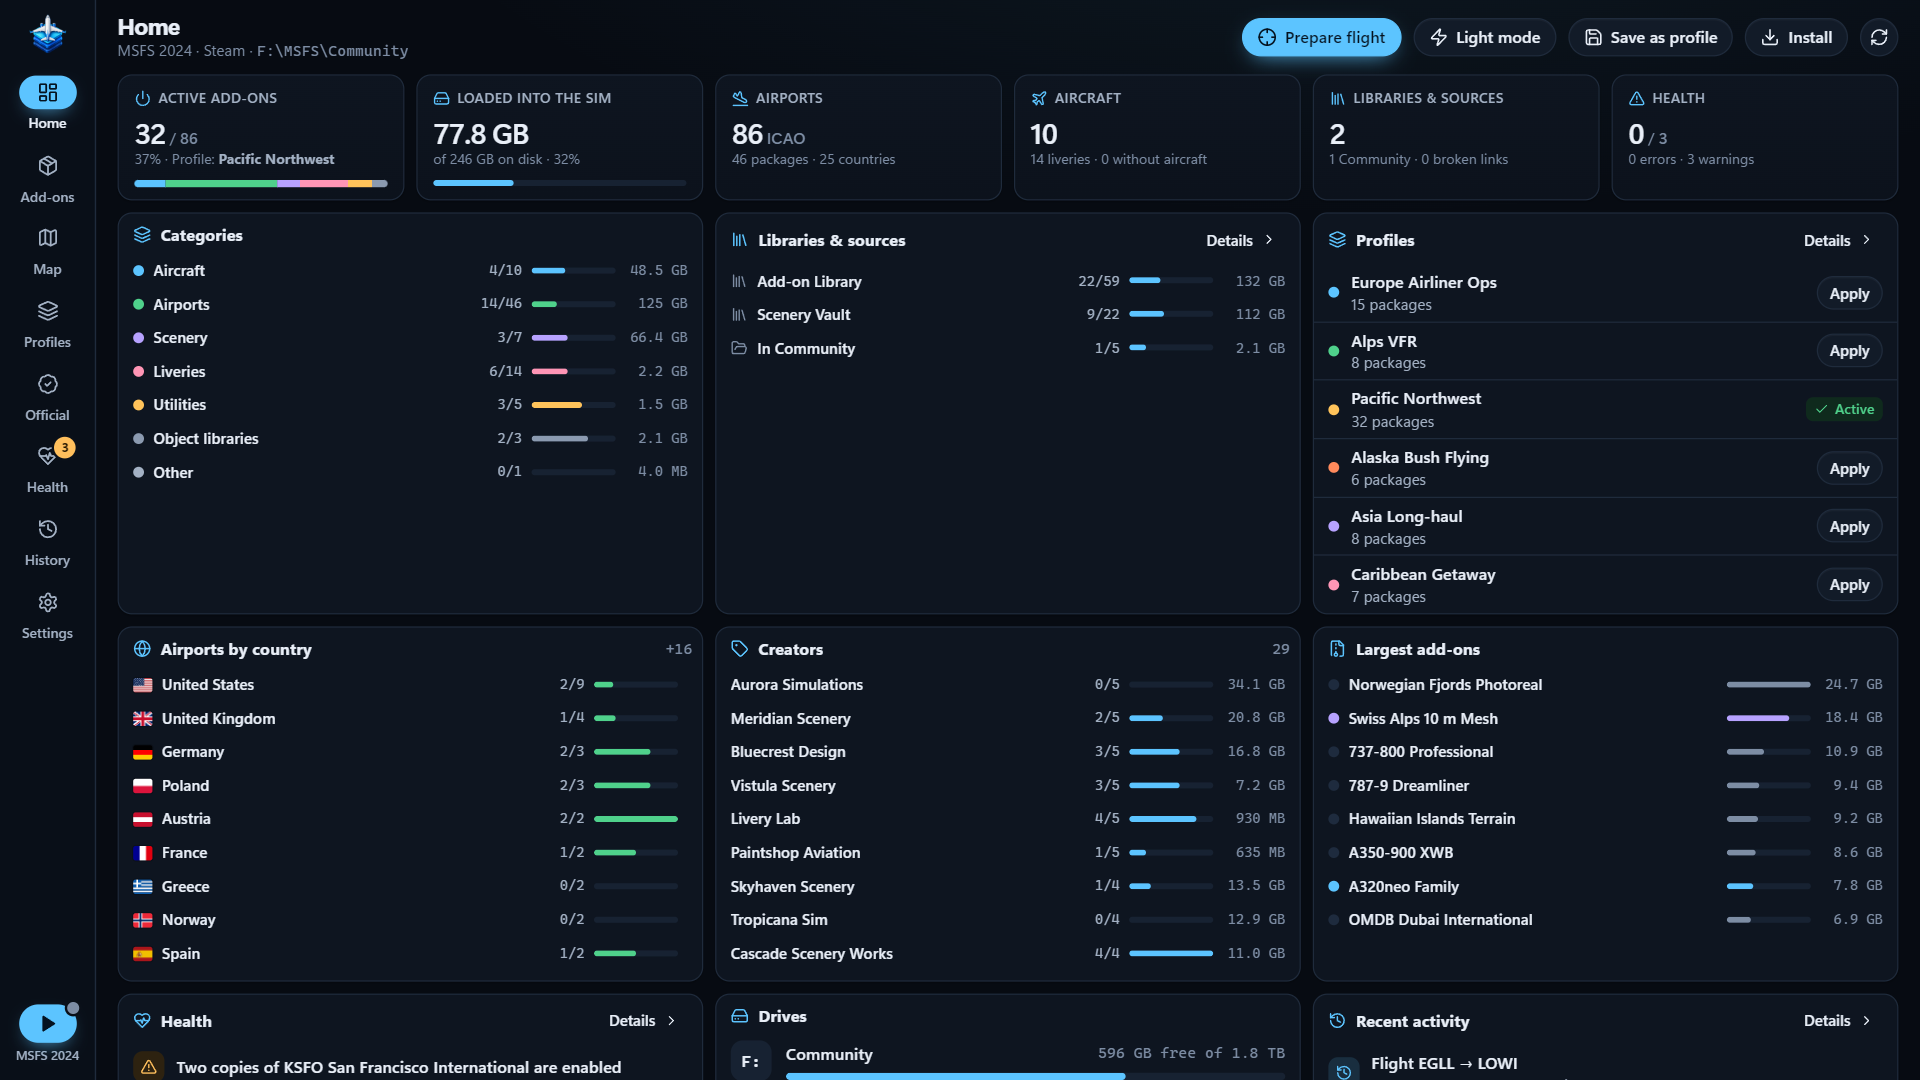 Home
MSFS 2024 · Steam · F:\MSFS\Community
Prepare flight
Light mode
Save as profile
Install
Home
Add-ons
Map
Profiles
Official
3
Health
History
Settings
MSFS 2024
ACTIVE ADD-ONS
32 / 86
37% · Profile: Pacific Northwest
LOADED INTO THE SIM
77.8 GB
of 246 GB on disk · 32%
AIRPORTS
86 ICAO
46 packages · 25 countries
AIRCRAFT
10
14 liveries · 0 without aircraft
LIBRARIES & SOURCES
2
1 Community · 0 broken links
HEALTH
0 / 3
0 errors · 3 warnings
Categories
Aircraft 4/10 48.5 GB
Airports 14/46 125 GB
Scenery 3/7 66.4 GB
Liveries 6/14 2.2 GB
Utilities 3/5 1.5 GB
Object libraries 2/3 2.1 GB
Other 0/1 4.0 MB
Libraries & sources Details
Add-on Library 22/59 132 GB
Scenery Vault 9/22 112 GB
In Community 1/5 2.1 GB
Profiles Details
Europe Airliner Ops
15 packages
Apply
Alps VFR
8 packages
Apply
Pacific Northwest
32 packages
Active
Alaska Bush Flying
6 packages
Apply
Asia Long-haul
8 packages
Apply
Caribbean Getaway
7 packages
Apply
Airports by country +16
United States 2/9
United Kingdom 1/4
Germany 2/3
Poland 2/3
Austria 2/2
France 1/2
Greece 0/2
Norway 0/2
Spain 1/2
Creators 29
Aurora Simulations 0/5 34.1 GB
Meridian Scenery 2/5 20.8 GB
Bluecrest Design 3/5 16.8 GB
Vistula Scenery 3/5 7.2 GB
Livery Lab 4/5 930 MB
Paintshop Aviation 1/5 635 MB
Skyhaven Scenery 1/4 13.5 GB
Tropicana Sim 0/4 12.9 GB
Cascade Scenery Works 4/4 11.0 GB
Largest add-ons
Norwegian Fjords Photoreal 24.7 GB
Swiss Alps 10 m Mesh 18.4 GB
737-800 Professional 10.9 GB
787-9 Dreamliner 9.4 GB
Hawaiian Islands Terrain 9.2 GB
A350-900 XWB 8.6 GB
A320neo Family 7.8 GB
OMDB Dubai International 6.9 GB
Health Details
Two copies of KSFO San Francisco International are enabled
Drives
F: Community 596 GB free of 1.8 TB
Recent activity Details
Flight EGLL → LOWI